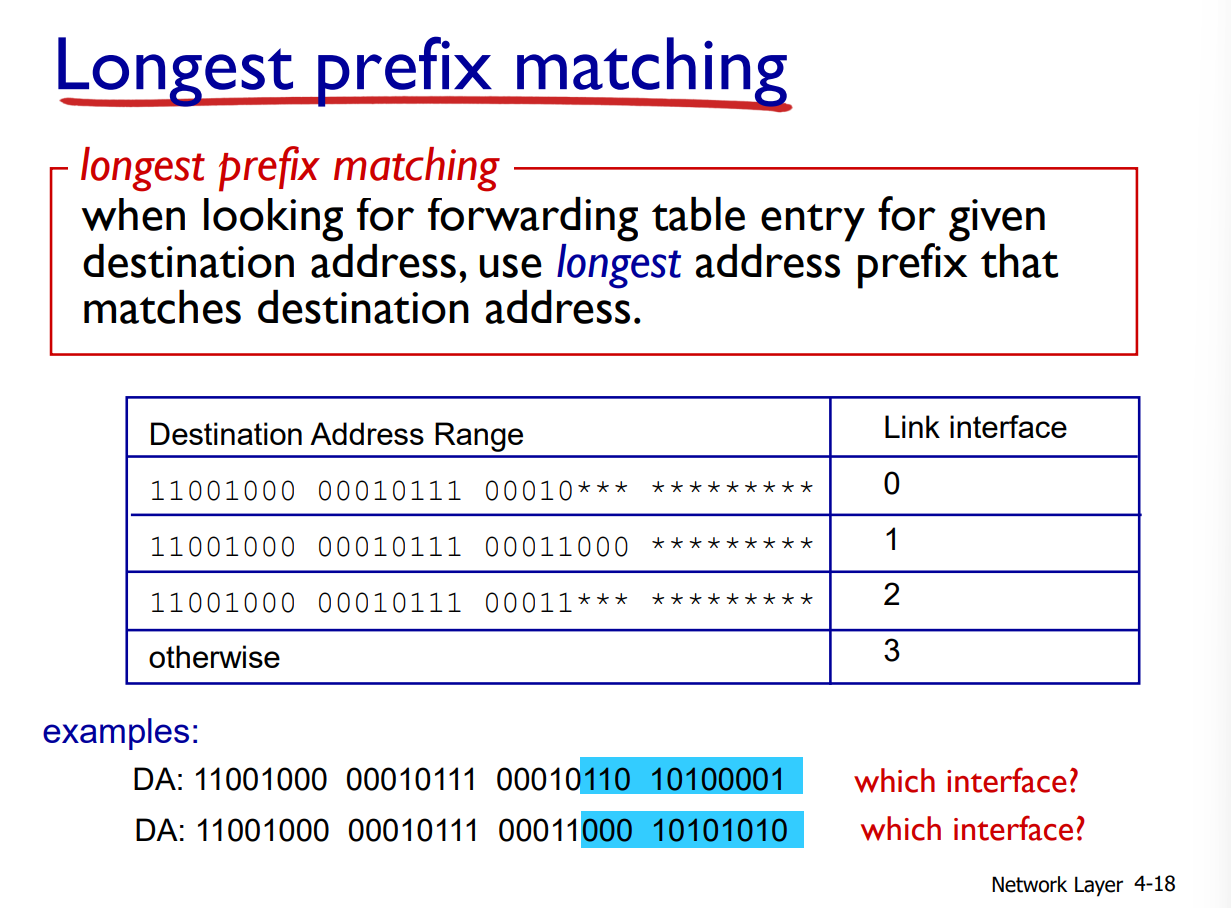 Longest prefix matching
longest prefix matching
when looking for forwarding table entry for given
destination address, use longest address prefix that
matches destination address.
Destination Address Range Link interface
11001000 00010111 00010*** ********* 0
11001000 00010111 00011000 ********* 1
11001000 00010111 00011*** ********* 2
otherwise 3
examples:
DA: 11001000 00010111 00010110 10100001 which interface?
DA: 11001000 00010111 00011000 10101010 which interface?
Network Layer 4-18